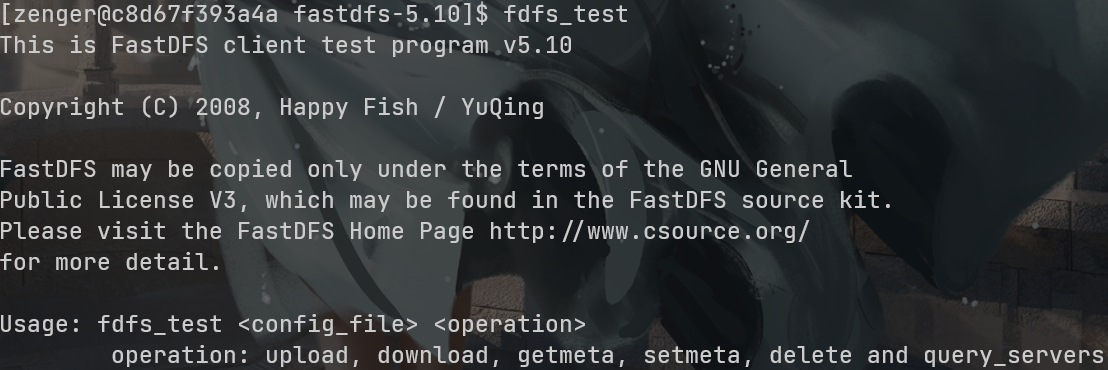 [zenger@c8d67f393a4a fastdfs-5.10]$ fdfs_test
This is FastDFS client test program v5.10
Copyright (C) 2008, Happy Fish / YuQing
FastDFS may be copied only under the terms of the GNU General
Public License V3, which may be found in the FastDFS source kit.
Please visit the FastDFS Home Page http://www.csource.org/
for more detail.
Usage: fdfs_test <config_file> <operation>
operation: upload, download, getmeta, setmeta, delete and query_servers